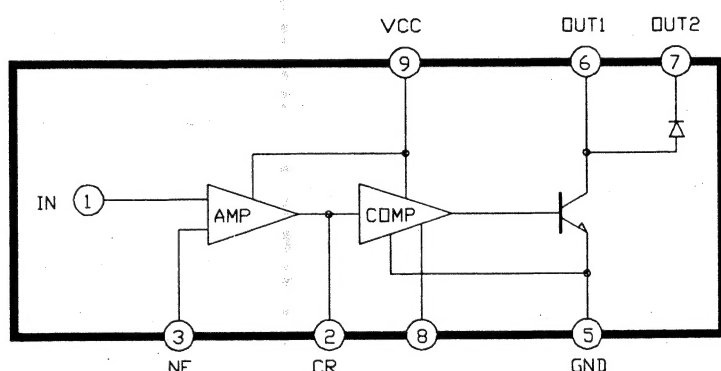 VCC OUT1 OUT2
9 6 7
IN 1 AMP COMP
3 2 8 5
NF CR GND